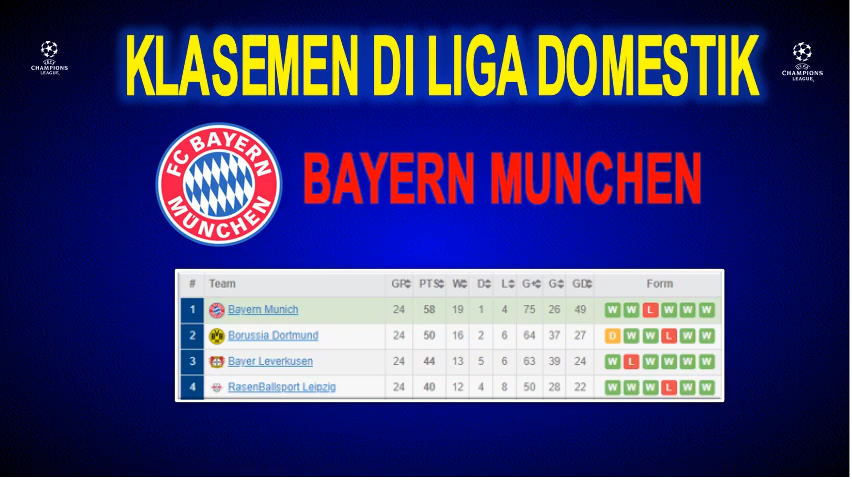 KLASEMEN DI LIGA DOMESTIK
CHAMPIONS
LEAGUE
CHAMPIONS
LEAGUE
FC BAYERN
MÜNCHEN
BAYERN MUNCHEN
# Team GP PTS W D L G+ G- GD Form
1 Bayern Munich 24 58 19 1 4 75 26 49 W W L W W W
2 Borussia Dortmund 24 50 16 2 6 64 37 27 D W W L W W
3 Bayer Leverkusen 24 44 13 5 6 63 39 24 W L W W W W
4 RasenBallsport Leipzig 24 40 12 4 8 50 28 22 W W W L W W